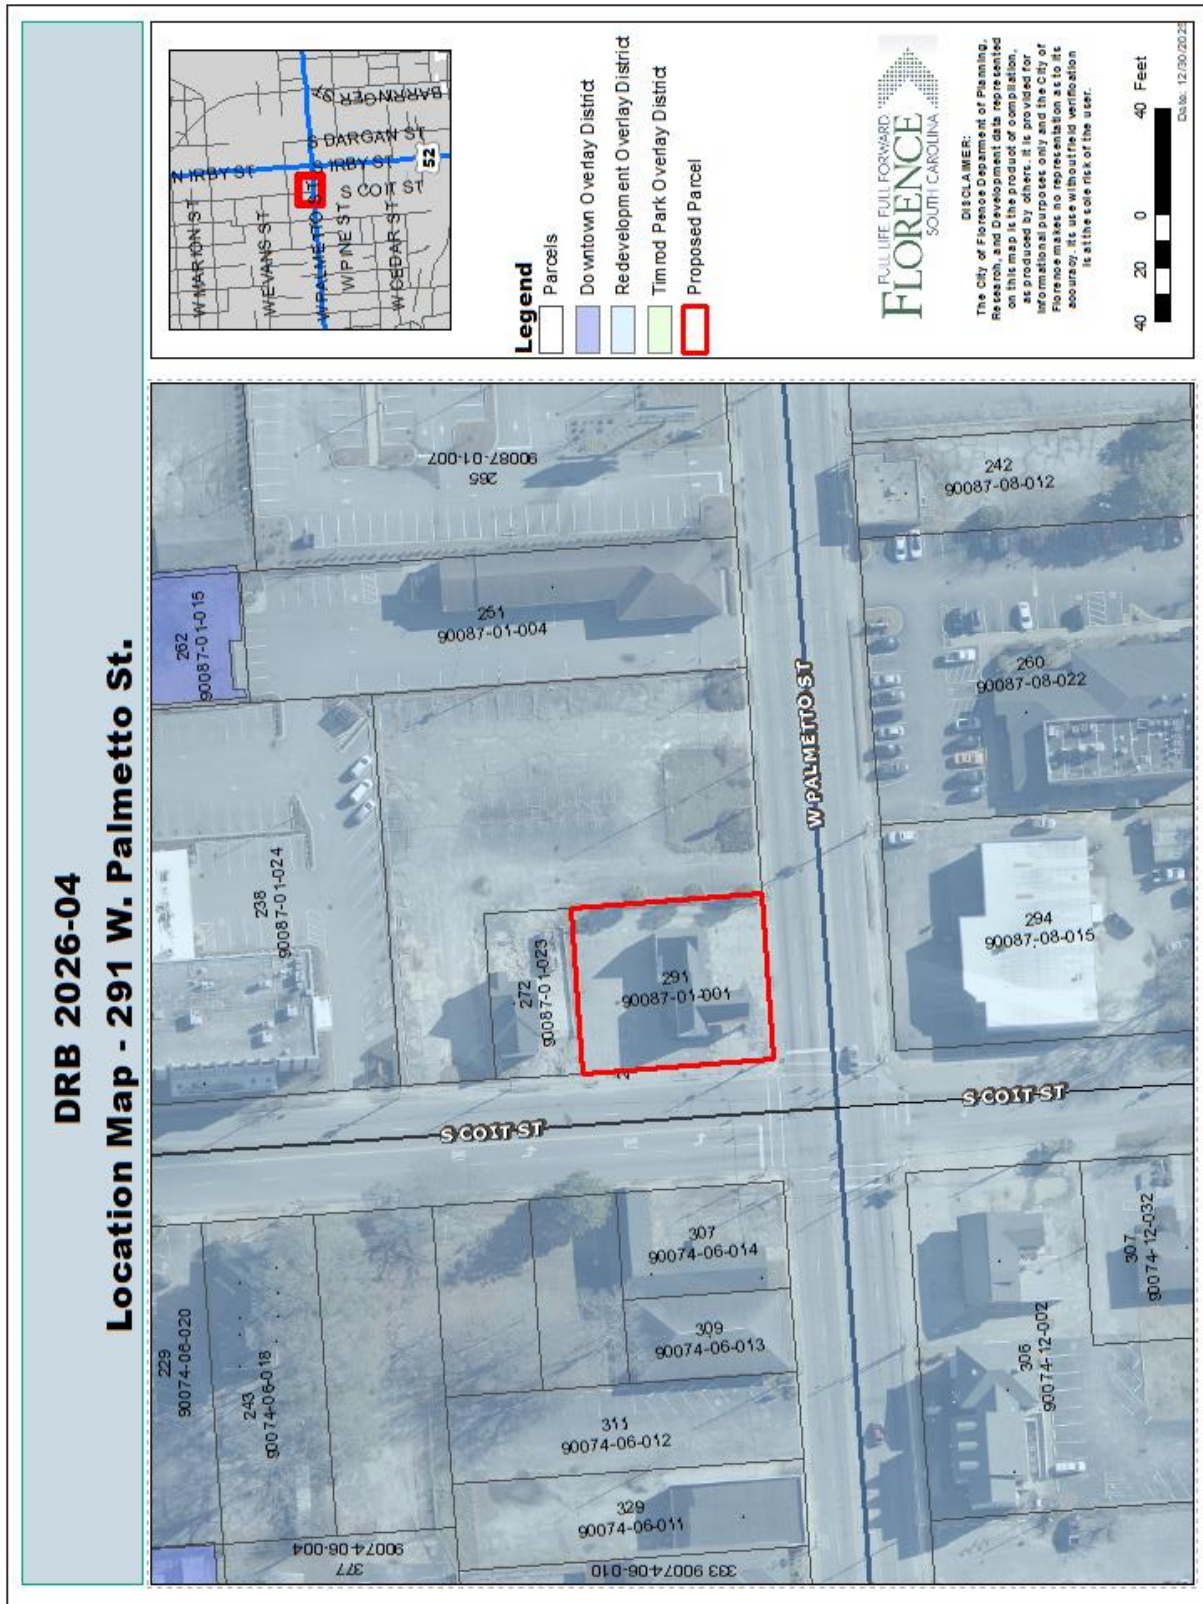 DRB 2026-04
Location Map - 291 W. Palmetto St.
229
90074-06-020
243
90074-06-018
377
90074-06-004
262
90087-01-015
238
90087-01-024
272
90087-01-023
291
90087-01-001
251
90087-01-004
265
90087-01-007
S COIT ST
307
90074-06-014
309
90074-06-013
311
90074-06-012
329
90074-06-011
333 90074-06-010
W PALMETTO ST
S COIT ST
306
90074-12-002
307
90074-12-032
294
90087-08-015
260
90087-08-022
242
90087-08-012
N IRBY ST
W MARION ST
W EVANS ST
W PALMETTO ST
W PINE ST
W CEDAR ST
S COIT ST
S IRBY ST
S DARGAN ST
52
Legend
Parcels
Downtown Overlay District
Redevelopment Overlay District
Timrod Park Overlay District
Proposed Parcel
FULL LIFE. FULL FORWARD.
FLORENCE
SOUTH CAROLINA
DISCLAIMER:
The City of Florence Deparment of Planning,
Research, and Development data represented
on this map is the product of compilation,
as produced by others. It is provided for
informational purposes only and the City of
Florence makes no representation as to its
accuracy. Its use without field verification
is at the sole risk of the user.
40 20 0 40 Feet
Date: 12/30/2025